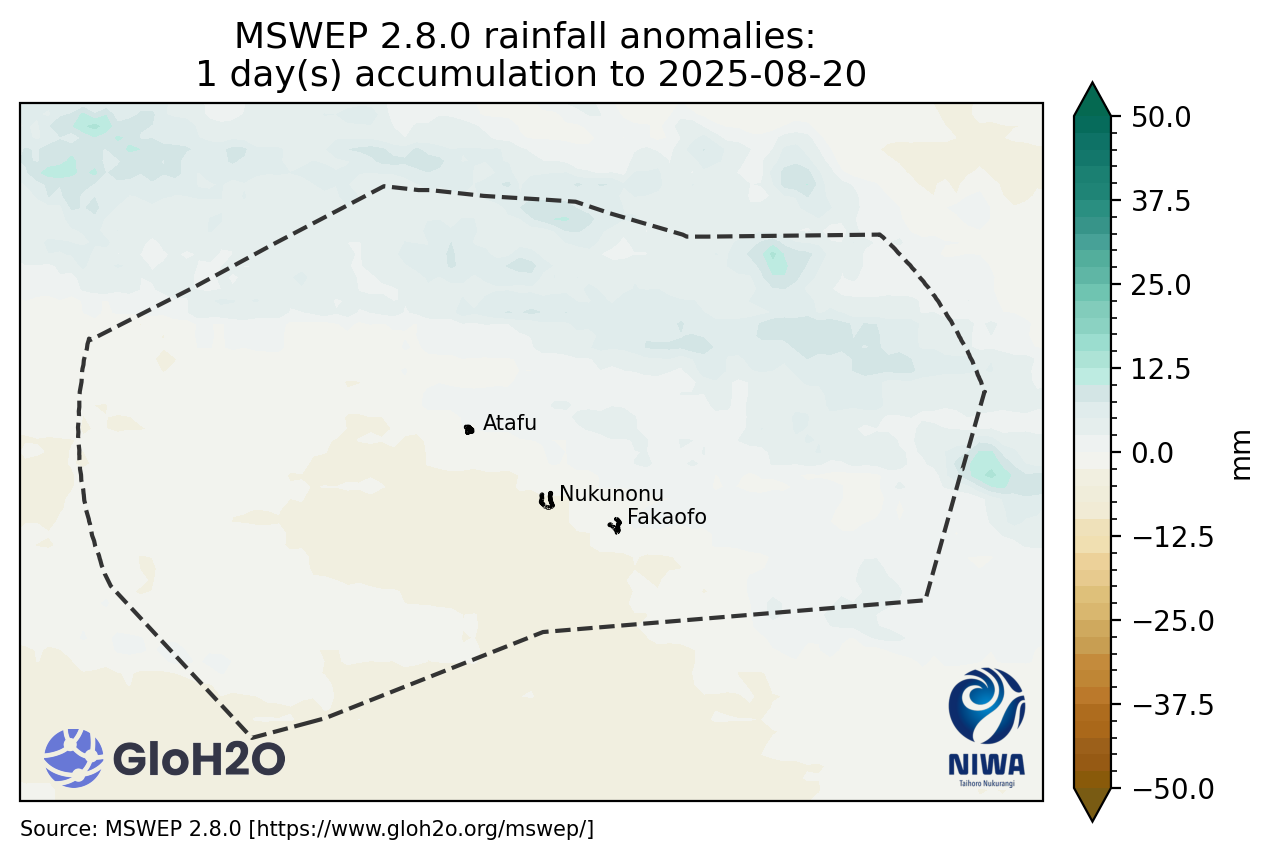 MSWEP 2.8.0 rainfall anomalies:
1 day(s) accumulation to 2025-08-20
50.0
37.5
25.0
12.5
0.0
−12.5
−25.0
−37.5
−50.0
mm
Atafu
Nukunonu
Fakaofo
GloH2O
NIWA
Taihoro Nukurangi
Source: MSWEP 2.8.0 [https://www.gloh2o.org/mswep/]